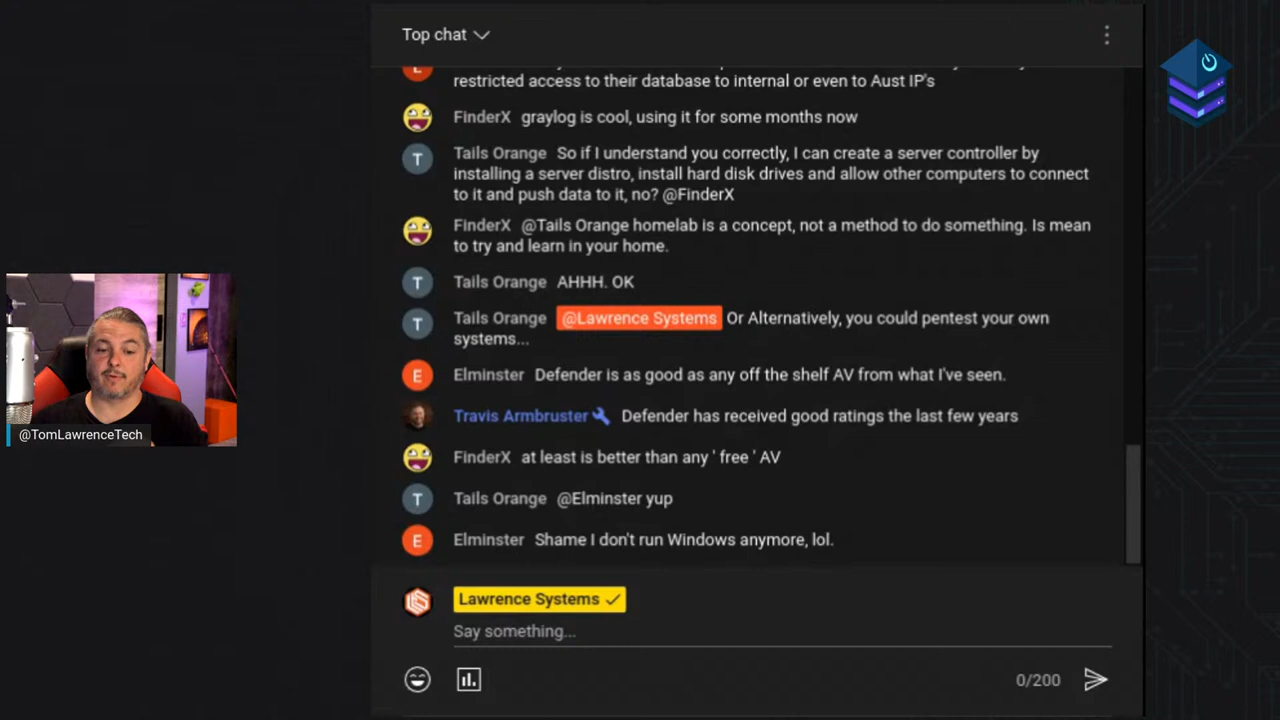 Top chat
restricted access to their database to internal or even to Aust IP's
FinderX graylog is cool, using it for some months now
T Tails Orange So if I understand you correctly, I can create a server controller by
installing a server distro, install hard disk drives and allow other computers to connect
to it and push data to it, no? @FinderX
FinderX @Tails Orange homelab is a concept, not a method to do something. Is mean
to try and learn in your home.
T Tails Orange AHHH. OK
T Tails Orange @Lawrence Systems Or Alternatively, you could pentest your own
systems...
E Elminster Defender is as good as any off the shelf AV from what I've seen.
Travis Armbruster Defender has received good ratings the last few years
FinderX at least is better than any ' free ' AV
T Tails Orange @Elminster yup
E Elminster Shame I don't run Windows anymore, lol.
Lawrence Systems
Say something...
0/200
@TomLawrenceTech